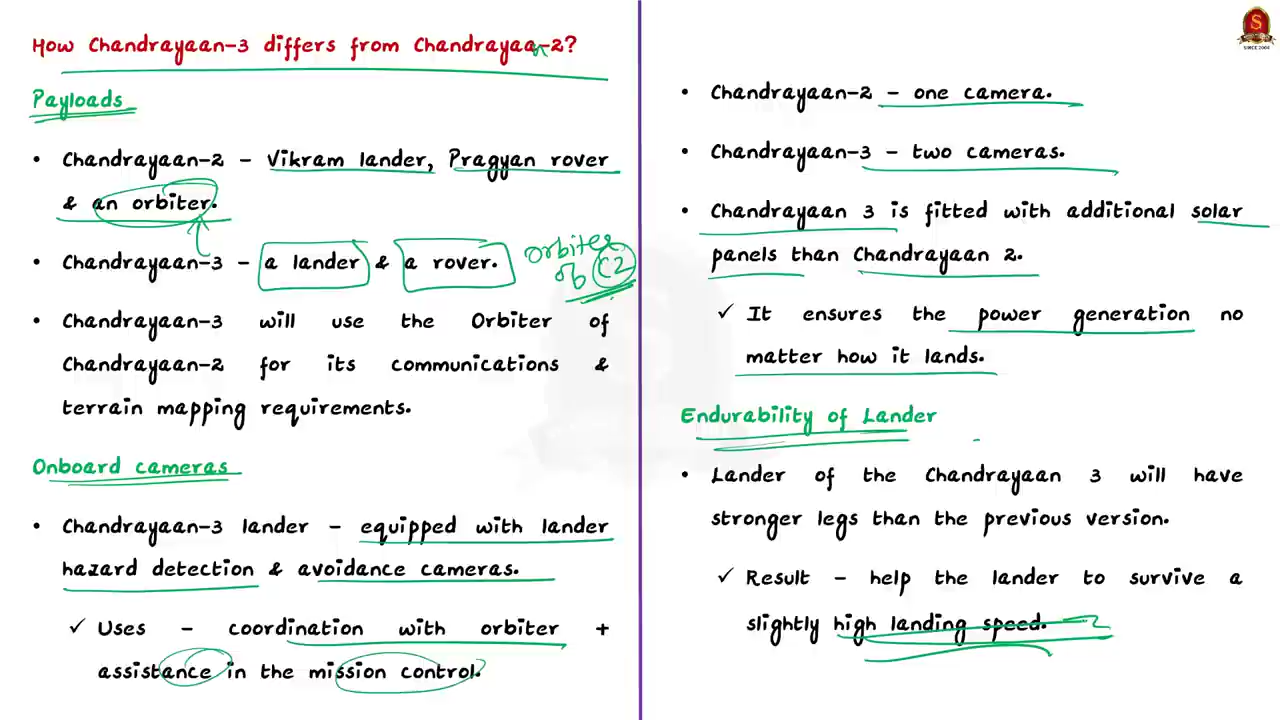 How Chandrayaan-3 differs from Chandrayaan-2?
Payloads
• Chandrayaan-2 - Vikram lander, Pragyan rover
& an orbiter.
• Chandrayaan-3 - a lander & a rover.
Orbiter
of C2
• Chandrayaan-3 will use the Orbiter of
Chandrayaan-2 for its communications &
terrain mapping requirements.
Onboard cameras
• Chandrayaan-3 lander - equipped with lander
hazard detection & avoidance cameras.
✓ Uses - coordination with orbiter +
assistance in the mission control.
• Chandrayaan-2 - one camera.
• Chandrayaan-3 - two cameras.
• Chandrayaan 3 is fitted with additional solar
panels than Chandrayaan 2.
✓ It ensures the power generation no
matter how it lands.
Endurability of Lander
• Lander of the Chandrayaan 3 will have
stronger legs than the previous version.
✓ Result - help the lander to survive a
slightly high landing speed.
SINCE 2004